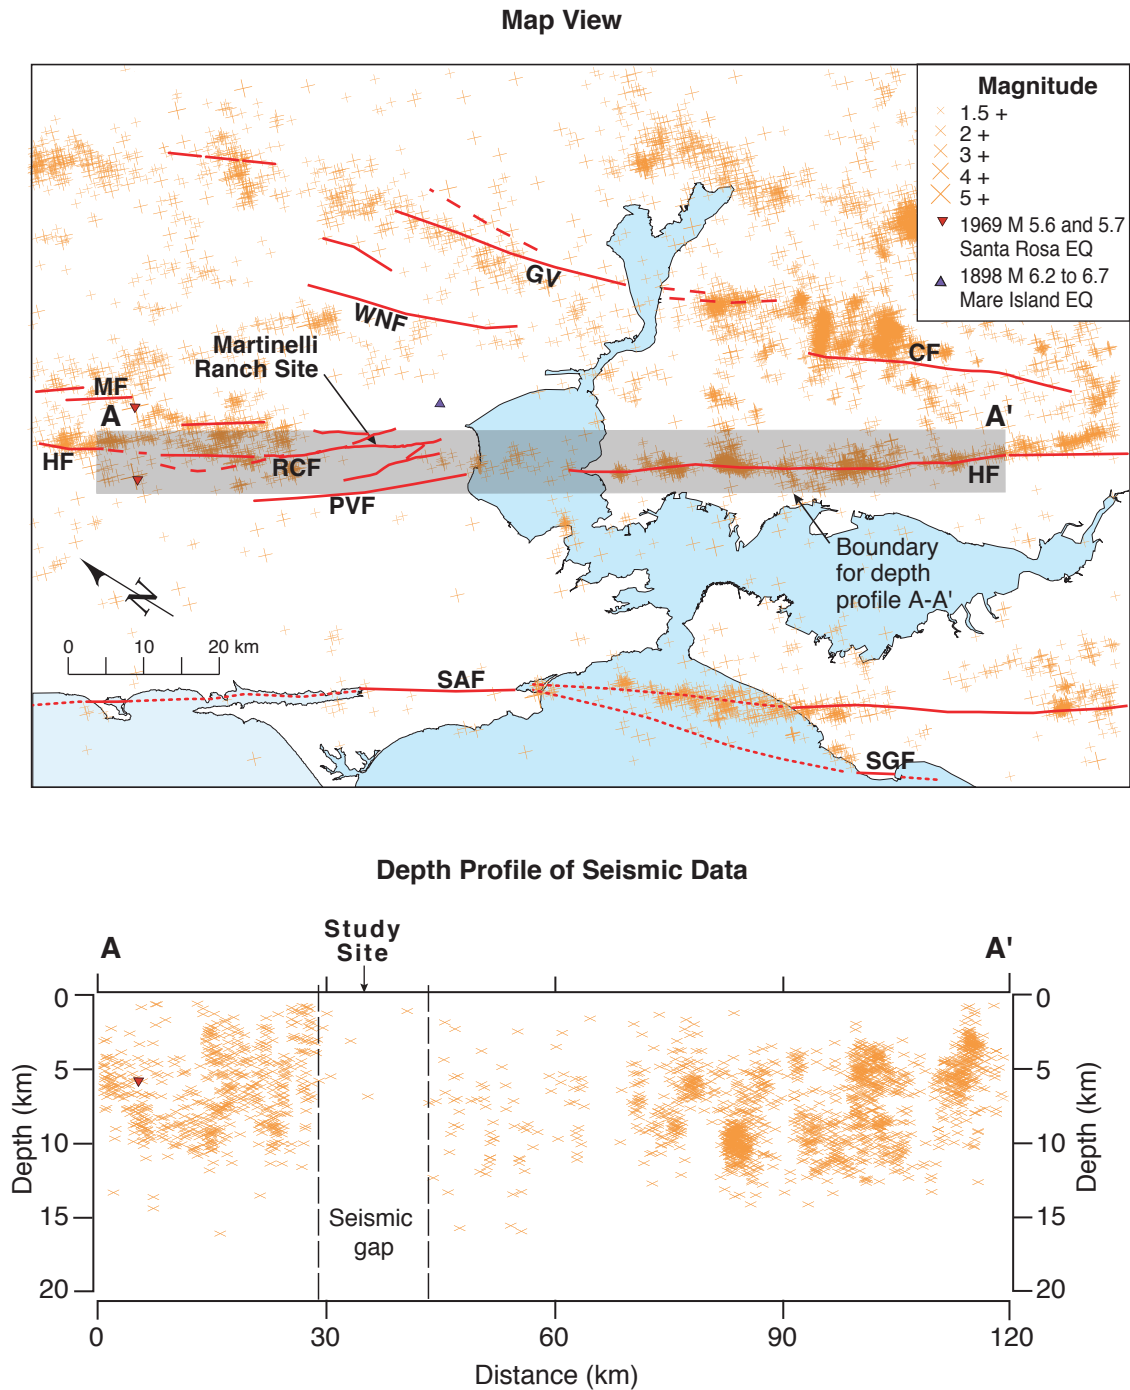 Map View
Magnitude
1.5 +
2 +
3 +
4 +
5 +
1969 M 5.6 and 5.7
Santa Rosa EQ
1898 M 6.2 to 6.7
Mare Island EQ
GV
WNF
Martinelli
Ranch Site
CF
MF
A
A'
HF
RCF
HF
PVF
Boundary
for depth
profile A-A'
N
0 10 20 km
SAF
SGF
Depth Profile of Seismic Data
Study
Site
A
A'
0
5
10
15
20
Depth (km)
0
5
10
15
20
Depth (km)
Seismic
gap
0 30 60 90 120
Distance (km)